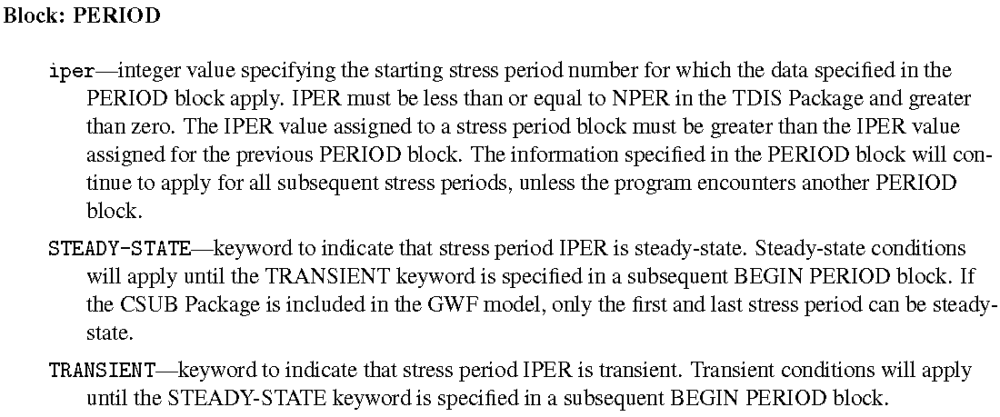 Block: PERIOD
iper—integer value specifying the starting stress period number for which the data specified in the
PERIOD block apply. IPER must be less than or equal to NPER in the TDIS Package and greater
than zero. The IPER value assigned to a stress period block must be greater than the IPER value
assigned for the previous PERIOD block. The information specified in the PERIOD block will con-
tinue to apply for all subsequent stress periods, unless the program encounters another PERIOD
block.
STEADY-STATE—keyword to indicate that stress period IPER is steady-state. Steady-state conditions
will apply until the TRANSIENT keyword is specified in a subsequent BEGIN PERIOD block. If
the CSUB Package is included in the GWF model, only the first and last stress period can be steady-
state.
TRANSIENT—keyword to indicate that stress period IPER is transient. Transient conditions will apply
until the STEADY-STATE keyword is specified in a subsequent BEGIN PERIOD block.